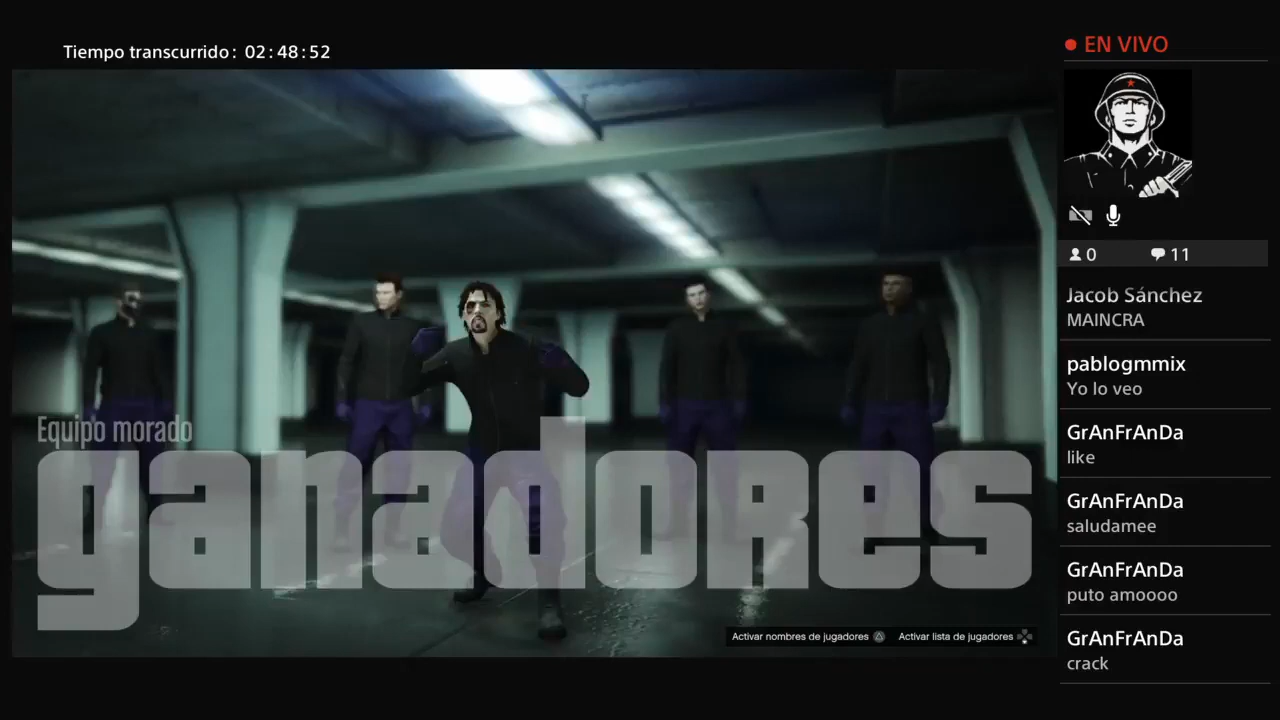 Tiempo transcurrido: 02:48:52
EN VIVO
0
11
Jacob Sánchez
MAINCRA
pablogmmix
Yo lo veo
GrAnFrAnDa
like
GrAnFrAnDa
saludamee
GrAnFrAnDa
puto amoooo
GrAnFrAnDa
crack
Equipo morado
ganadores
Activar nombres de jugadores
Activar lista de jugadores